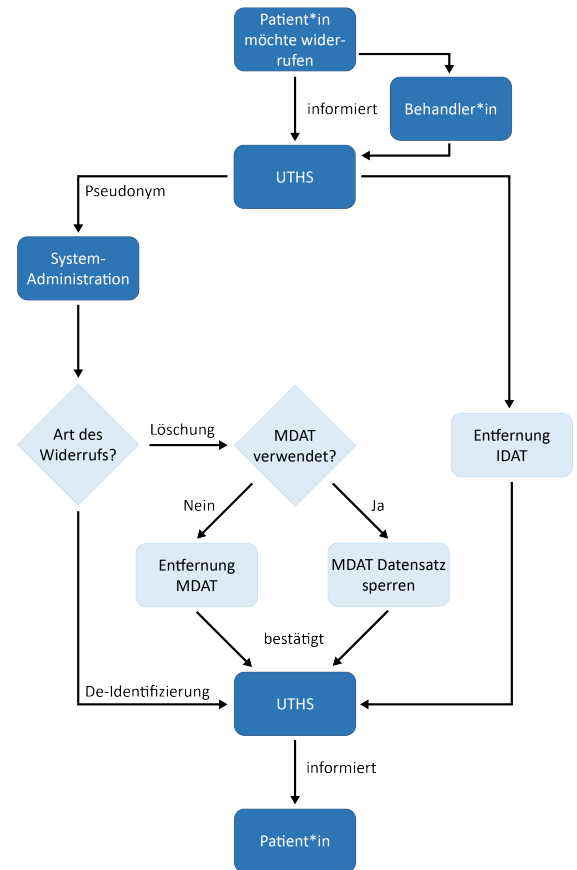 Patient*in
möchte wider-
rufen
informiert
Behandler*in
UTHS
Pseudonym
System-
Administration
Art des
Widerrufs?
Löschung
MDAT
verwendet?
Entfernung
IDAT
Nein
Ja
Entfernung
MDAT
MDAT Datensatz
sperren
bestätigt
De-Identifizierung
UTHS
informiert
Patient*in